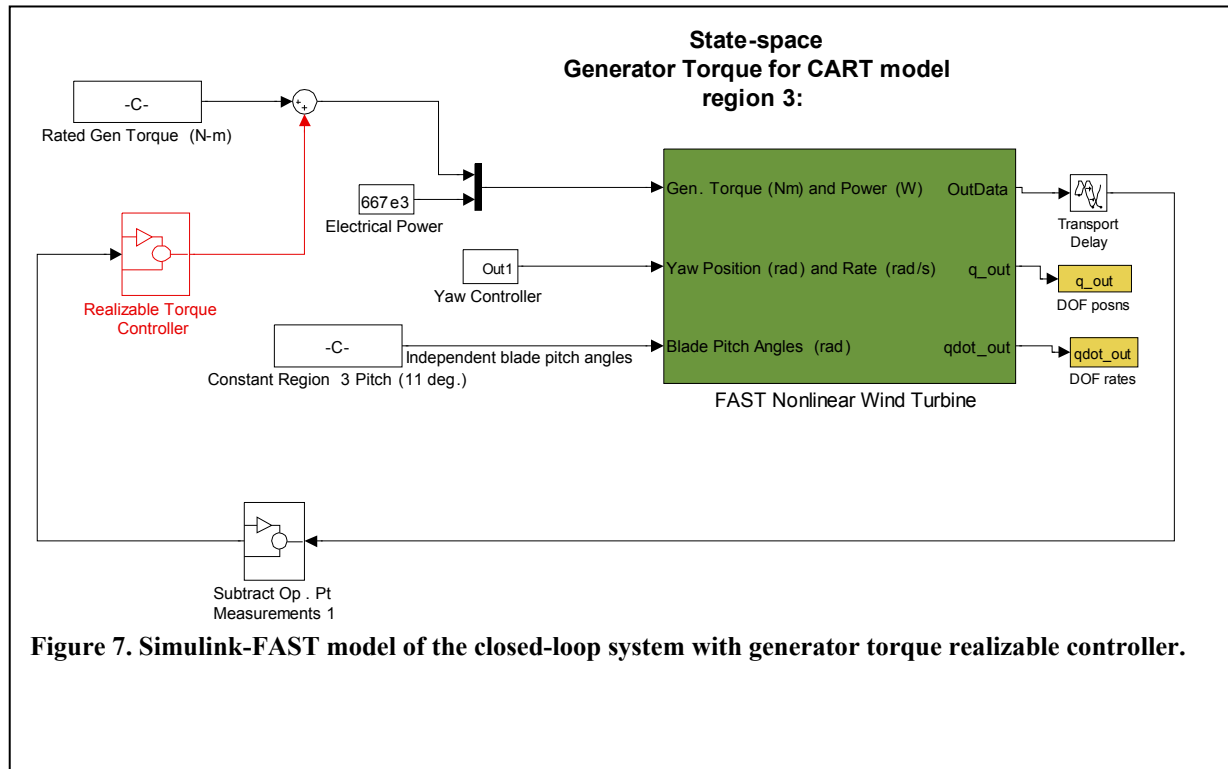 State-space
Generator Torque for CART model
region 3:
-C-
Rated Gen Torque (N-m)
+
+
667e3
Electrical Power
Realizable Torque
Controller
Out1
Yaw Controller
-C-
Constant Region 3 Pitch (11 deg.)
Independent blade pitch angles
Gen. Torque (Nm) and Power (W)
Yaw Position (rad) and Rate (rad/s)
Blade Pitch Angles (rad)
OutData
q_out
qdot_out
FAST Nonlinear Wind Turbine
Transport
Delay
q_out
DOF posns
qdot_out
DOF rates
Subtract Op . Pt
Measurements 1
Figure 7. Simulink-FAST model of the closed-loop system with generator torque realizable controller.